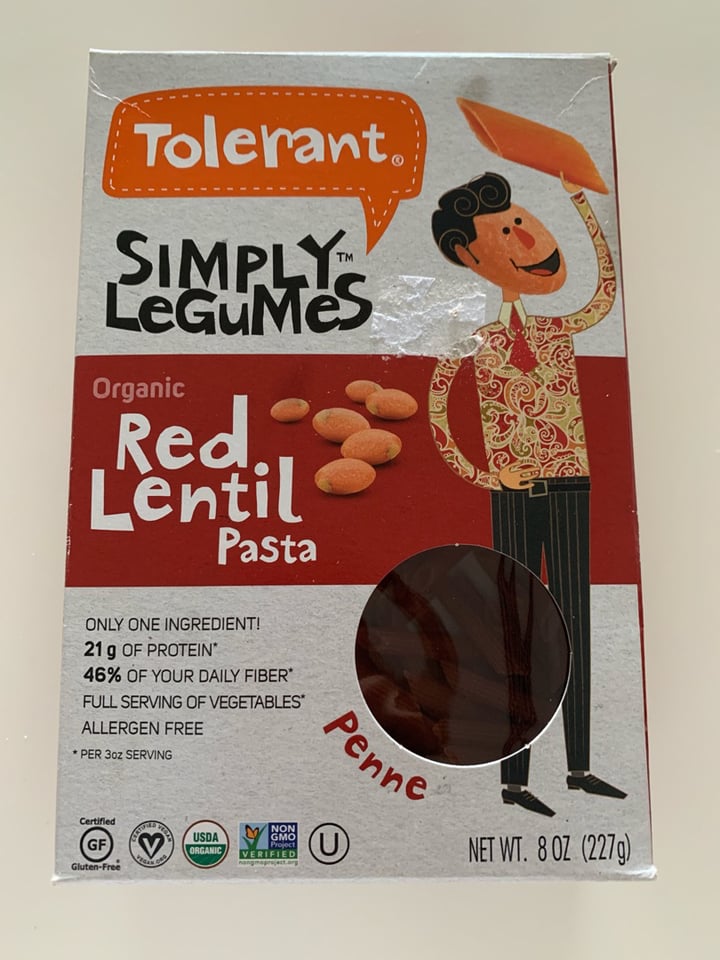 Tolerant®
SIMPLY™
LeGuMeS
Organic
Red
Lentil
Pasta
ONLY ONE INGREDIENT!
21g OF PROTEIN*
46% OF YOUR DAILY FIBER*
FULL SERVING OF VEGETABLES*
ALLERGEN FREE
* PER 3oz SERVING
Penne
Certified
GF
Gluten-Free
CERTIFIED VEGAN
V
VEGAN.ORG
USDA
ORGANIC
NON
GMO
Project
VERIFIED
nongmoproject.org
U
NET WT. 8 OZ (227g)